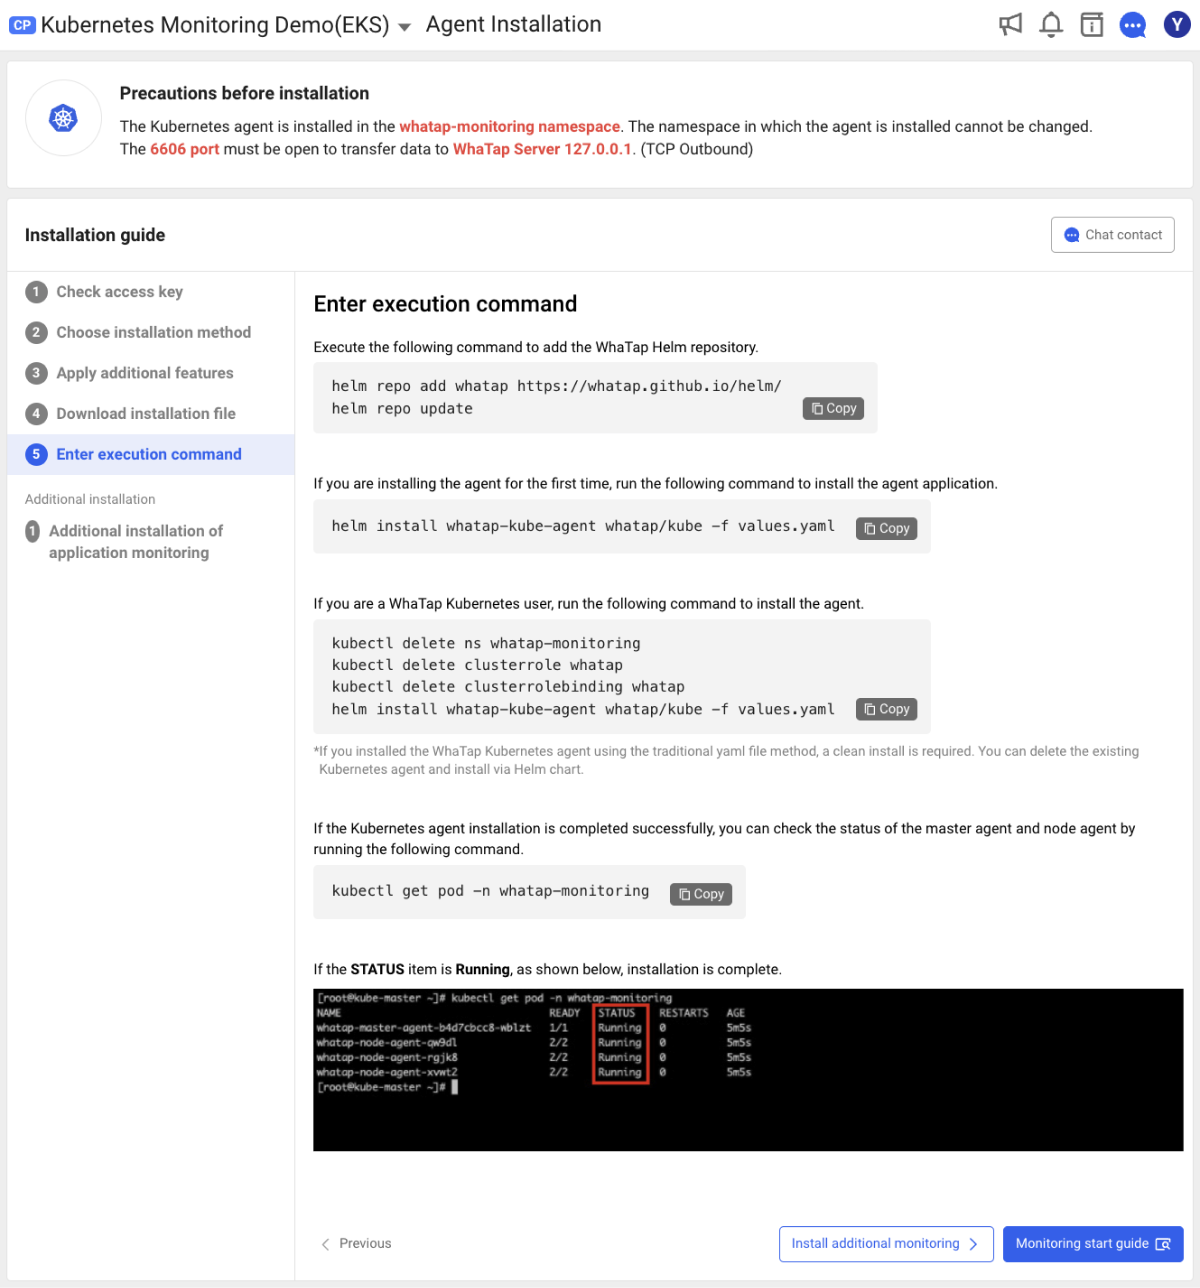 CP Kubernetes Monitoring Demo(EKS) Agent Installation
Y
Precautions before installation
The Kubernetes agent is installed in the whatap-monitoring namespace. The namespace in which the agent is installed cannot be changed.
The 6606 port must be open to transfer data to WhaTap Server 127.0.0.1. (TCP Outbound)
Installation guide
Chat contact
1 Check access key
2 Choose installation method
3 Apply additional features
4 Download installation file
5 Enter execution command
Additional installation
1 Additional installation of
application monitoring
Enter execution command
Execute the following command to add the WhaTap Helm repository.
helm repo add whatap https://whatap.github.io/helm/
helm repo update
Copy
If you are installing the agent for the first time, run the following command to install the agent application.
helm install whatap-kube-agent whatap/kube -f values.yaml
Copy
If you are a WhaTap Kubernetes user, run the following command to install the agent.
kubectl delete ns whatap-monitoring
kubectl delete clusterrole whatap
kubectl delete clusterrolebinding whatap
helm install whatap-kube-agent whatap/kube -f values.yaml
Copy
*If you installed the WhaTap Kubernetes agent using the traditional yaml file method, a clean install is required. You can delete the existing
Kubernetes agent and install via Helm chart.
If the Kubernetes agent installation is completed successfully, you can check the status of the master agent and node agent by
running the following command.
kubectl get pod -n whatap-monitoring
Copy
If the STATUS item is Running, as shown below, installation is complete.
[root@kube-master ~]# kubectl get pod -n whatap-monitoring
NAME READY STATUS RESTARTS AGE
whatap-master-agent-b4d7cbcc8-wblzt 1/1 Running 0 5m5s
whatap-node-agent-qw9dl 2/2 Running 0 5m5s
whatap-node-agent-rgjk8 2/2 Running 0 5m5s
whatap-node-agent-xvwt2 2/2 Running 0 5m5s
[root@kube-master ~]#
Previous
Install additional monitoring
Monitoring start guide